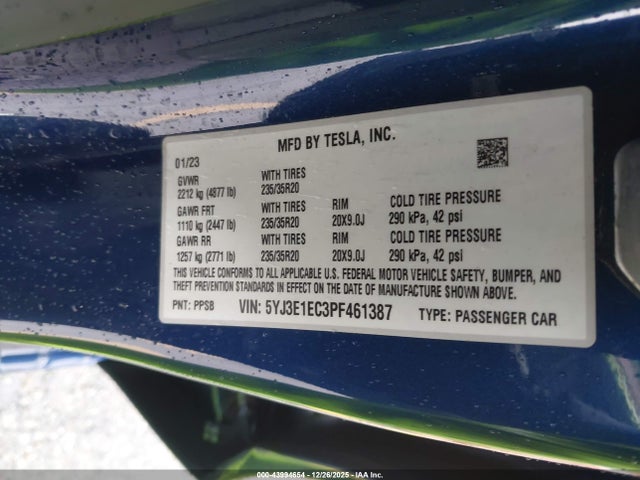 MFD BY TESLA, INC.
01/23
GVWR WITH TIRES
2212 kg (4877 lb) 235/35R20
GAWR FRT WITH TIRES RIM COLD TIRE PRESSURE
1110 kg (2447 lb) 235/35R20 20X9.0J 290 kPa, 42 psi
GAWR RR WITH TIRES RIM COLD TIRE PRESSURE
1257 kg (2771 lb) 235/35R20 20X9.0J 290 kPa, 42 psi
THIS VEHICLE CONFORMS TO ALL APPLICABLE U.S. FEDERAL MOTOR VEHICLE SAFETY, BUMPER, AND
THEFT PREVENTION STANDARDS IN EFFECT ON THE DATE OF MANUFACTURE SHOWN ABOVE.
PNT: PPSB VIN: 5YJ3E1EC3PF461387 TYPE: PASSENGER CAR
000-43994654 - 12/26/2025 - IAA Inc.